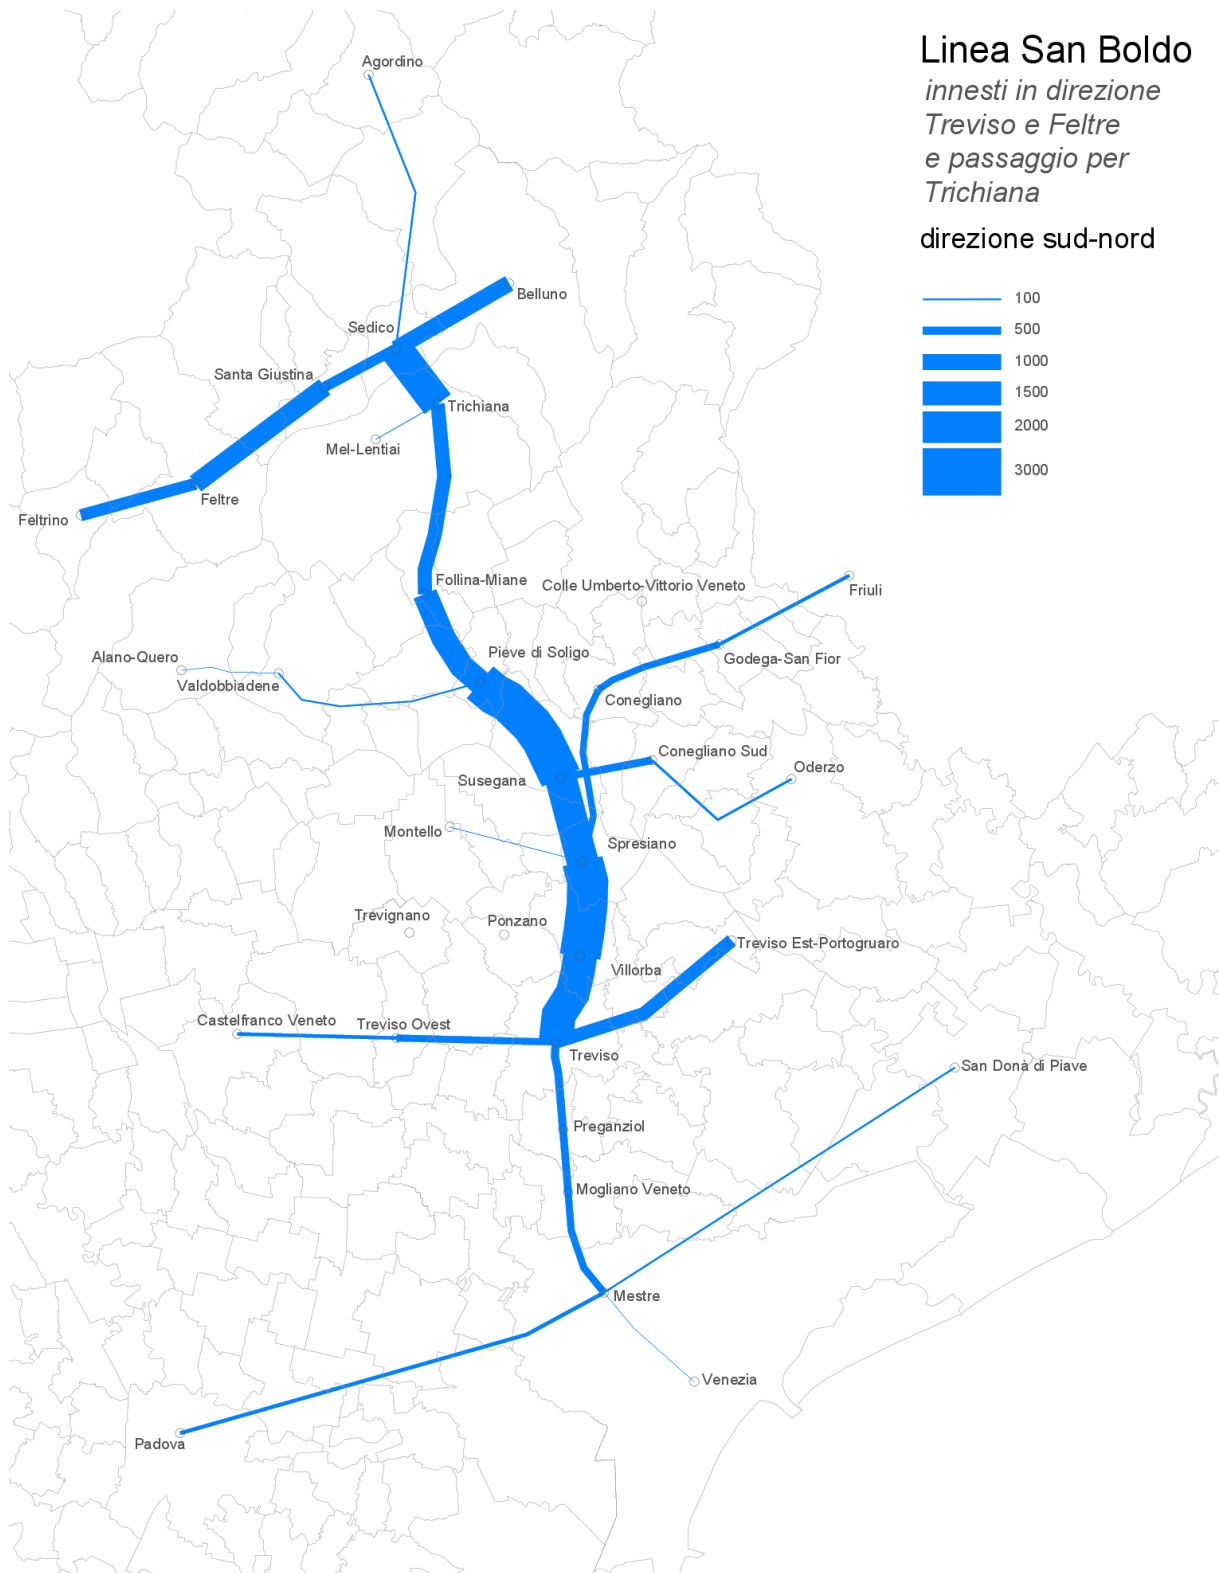 Linea San Boldo
innesti in direzione
Treviso e Feltre
e passaggio per
Trichiana
direzione sud-nord
100
500
1000
1500
2000
3000
Agordino
Belluno
Sedico
Santa Giustina
Trichiana
Mel-Lentiai
Feltre
Feltrino
Follina-Miane
Colle Umberto-Vittorio Veneto
Friuli
Pieve di Soligo
Alano-Quero
Godega-San Fior
Valdobbiadene
Conegliano
Conegliano Sud
Oderzo
Susegana
Montello
Spresiano
Trevignano
Ponzano
Treviso Est-Portogruaro
Villorba
Castelfranco Veneto
Treviso Ovest
Treviso
San Donà di Piave
Preganziol
Mogliano Veneto
Mestre
Venezia
Padova